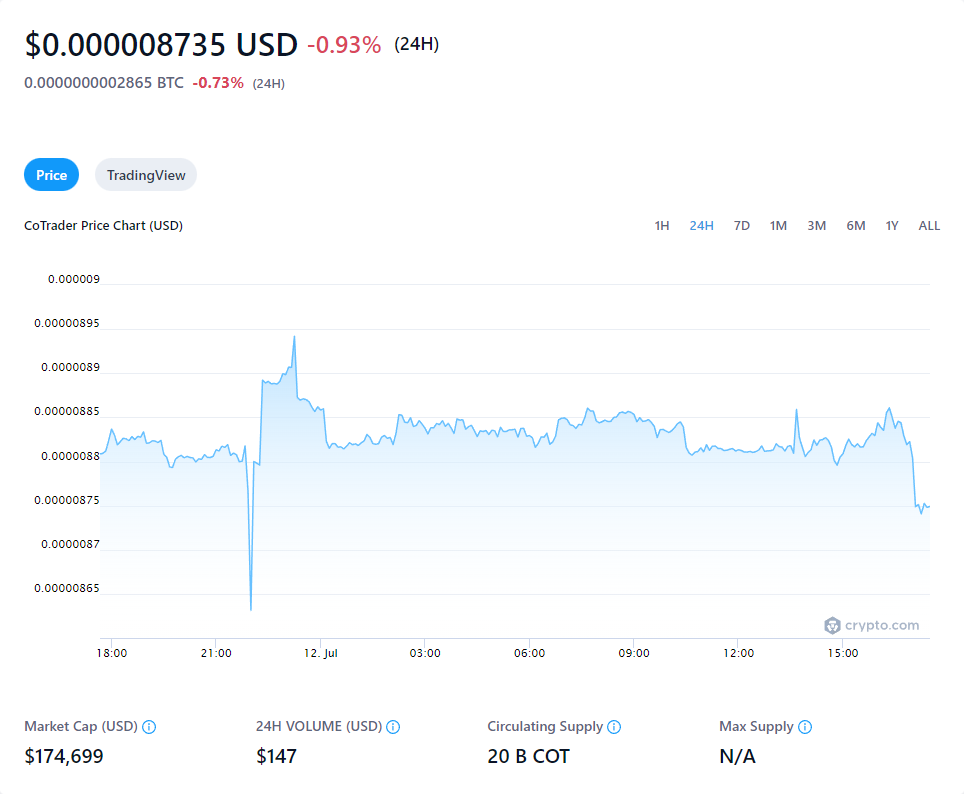 $0.000008735 USD -0.93% (24H)
0.0000000002865 BTC -0.73% (24H)
Price TradingView
CoTrader Price Chart (USD) 1H 24H 7D 1M 3M 6M 1Y ALL
0.000009
0.00000895
0.0000089
0.00000885
0.0000088
0.00000875
0.0000087
0.00000865
crypto.com
18:00 21:00 12. Jul 03:00 06:00 09:00 12:00 15:00
Market Cap (USD) 24H VOLUME (USD) Circulating Supply Max Supply
$174,699 $147 20 B COT N/A